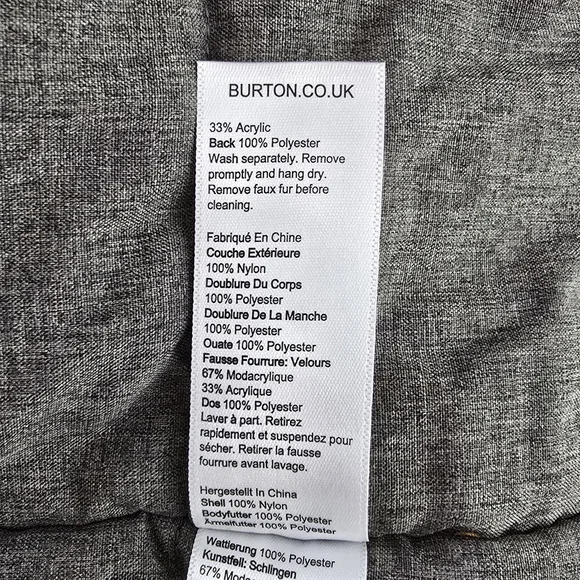 BURTON.CO.UK
33% Acrylic
Back 100% Polyester
Wash separately. Remove
promptly and hang dry.
Remove faux fur before
cleaning.
Fabriqué En Chine
Couche Extérieure
100% Nylon
Doublure Du Corps
100% Polyester
Doublure De La Manche
100% Polyester
Ouate 100% Polyester
Fausse Fourrure: Velours
67% Modacrylique
33% Acrylique
Dos 100% Polyester
Laver à part. Retirez
rapidement et suspendez pour
sécher. Retirer la fausse
fourrure avant lavage.
Hergestellt In China
Shell 100% Nylon
Bodyfutter 100% Polyester
Ärmelfutter 100% Polyester
Wattierung 100% Polyester
Kunstfell: Schlingen
67% Moda